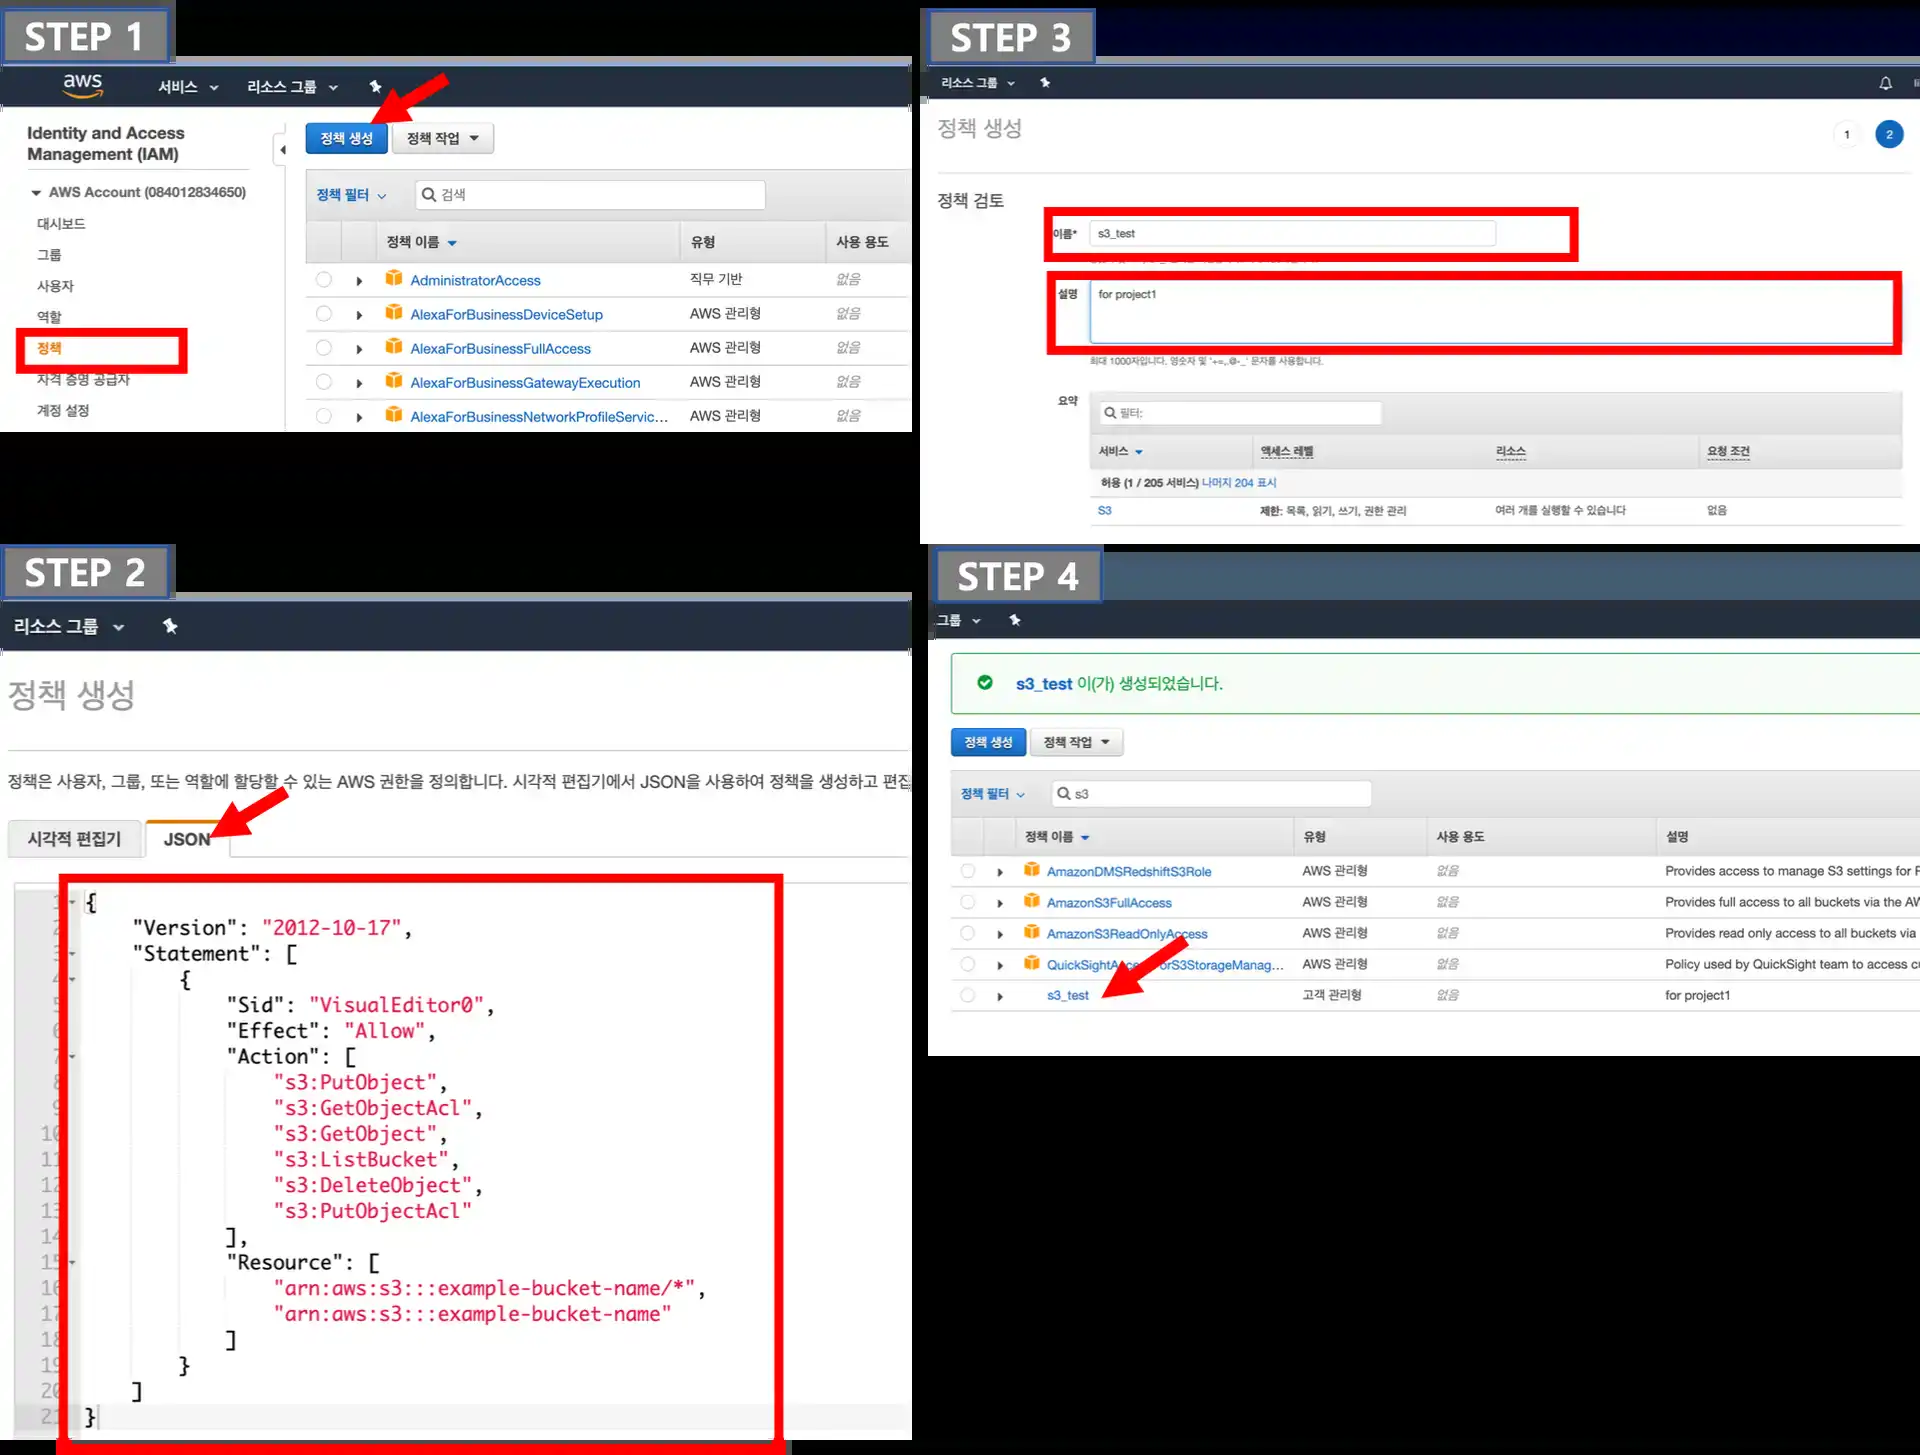 STEP 1
aws 서비스 리소스 그룹
Identity and Access
Management (IAM)
AWS Account (084012834650)
대시보드
그룹
사용자
역할
정책
자격 증명 공급자
계정 설정
정책 생성 정책 작업
정책 필터 검색
정책 이름 유형 사용 용도
AdministratorAccess 직무 기반 없음
AlexaForBusinessDeviceSetup AWS 관리형 없음
AlexaForBusinessFullAccess AWS 관리형 없음
AlexaForBusinessGatewayExecution AWS 관리형 없음
AlexaForBusinessNetworkProfileServic... AWS 관리형 없음
STEP 2
리소스 그룹
정책 생성
정책은 사용자, 그룹, 또는 역할에 할당할 수 있는 AWS 권한을 정의합니다. 시각적 편집기에서 JSON을 사용하여 정책을 생성하고 편집
시각적 편집기 JSON
{
"Version": "2012-10-17",
"Statement": [
{
"Sid": "VisualEditor0",
"Effect": "Allow",
"Action": [
"s3:PutObject",
"s3:GetObjectAcl",
"s3:GetObject",
"s3:ListBucket",
"s3:DeleteObject",
"s3:PutObjectAcl"
],
"Resource": [
"arn:aws:s3:::example-bucket-name/*",
"arn:aws:s3:::example-bucket-name"
]
}
]
}
STEP 3
리소스 그룹
정책 생성 1 2
정책 검토
이름* s3_test
설명 for project1
최대 1000자입니다. 영숫자 및 '+=,.@-_' 문자를 사용합니다.
요약 필터:
서비스 액세스 레벨 리소스 요청 조건
허용 (1 / 205 서비스) 나머지 204 표시
S3 제한: 목록, 읽기, 쓰기, 권한 관리 여러 개를 실행할 수 있습니다 없음
STEP 4
그룹
s3_test 이(가) 생성되었습니다.
정책 생성 정책 작업
정책 필터 s3
정책 이름 유형 사용 용도 설명
AmazonDMSRedshiftS3Role AWS 관리형 없음 Provides access to manage S3 settings for
AmazonS3FullAccess AWS 관리형 없음 Provides full access to all buckets via the
AmazonS3ReadOnlyAccess AWS 관리형 없음 Provides read only access to all buckets via
AWS 관리형 없음 Policy used by QuickSight team to access
s3_test 고객 관리형 없음 for project1